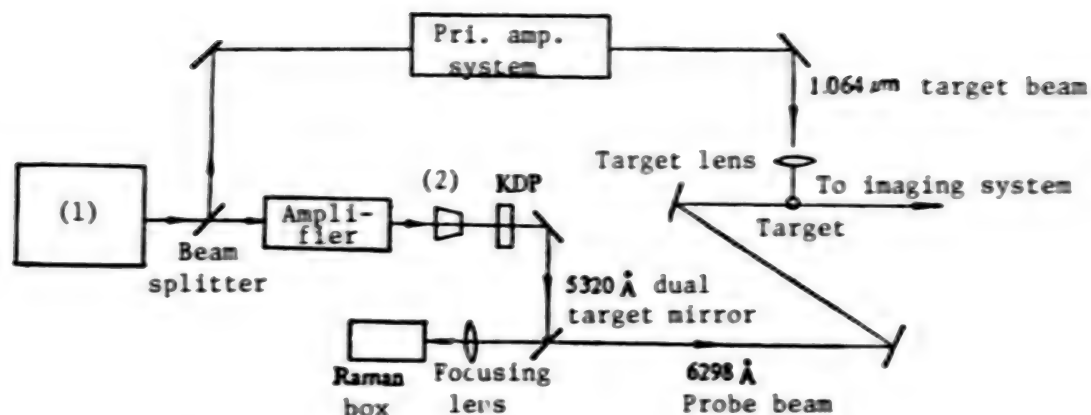 Pri. amp.
system
1.064 μm target beam
Target lens
To imaging system
(1)
(2)
KDP
Ampli-
fier
Target
Beam
splitter
5320 Å dual
target mirror
Raman
box
Focusing
lens
6298 Å
Probe beam